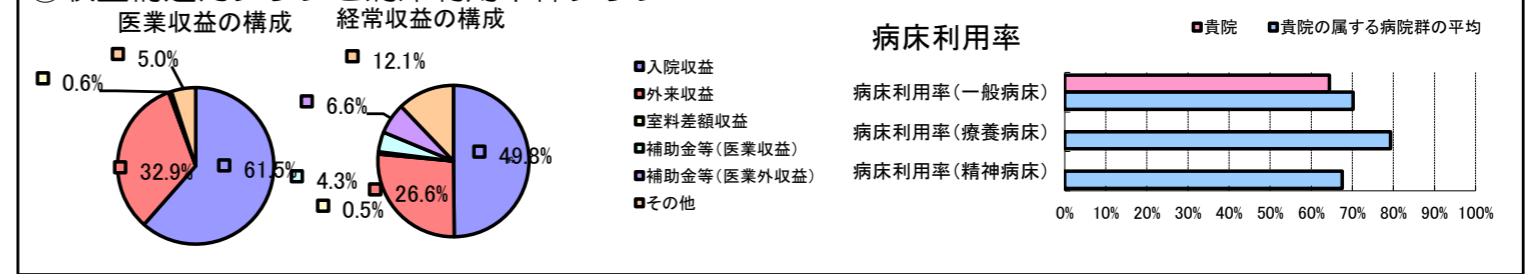 医業収益の構成
経常収益の構成
5.0%
0.6%
32.9%
61.5%
12.1%
6.6%
4.3%
0.5%
26.6%
49.8%
入院収益
外来収益
室料差額収益
補助金等(医業収益)
補助金等(医業外収益)
その他
病床利用率
貴院
貴院の属する病院群の平均
病床利用率(一般病床)
病床利用率(療養病床)
病床利用率(精神病床)
0% 10% 20% 30% 40% 50% 60% 70% 80% 90% 100%